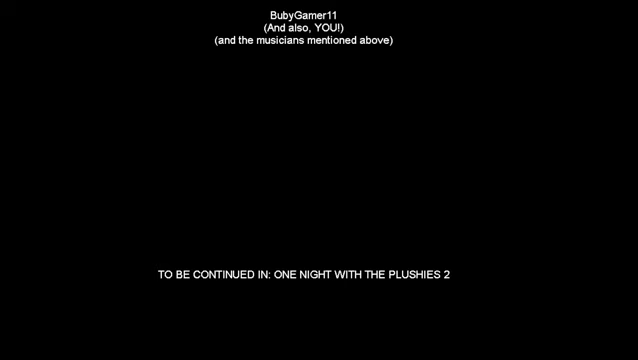 BubyGamer11
(And also, YOU!)
(and the musicians mentioned above)
TO BE CONTINUED IN: ONE NIGHT WITH THE PLUSHIES 2